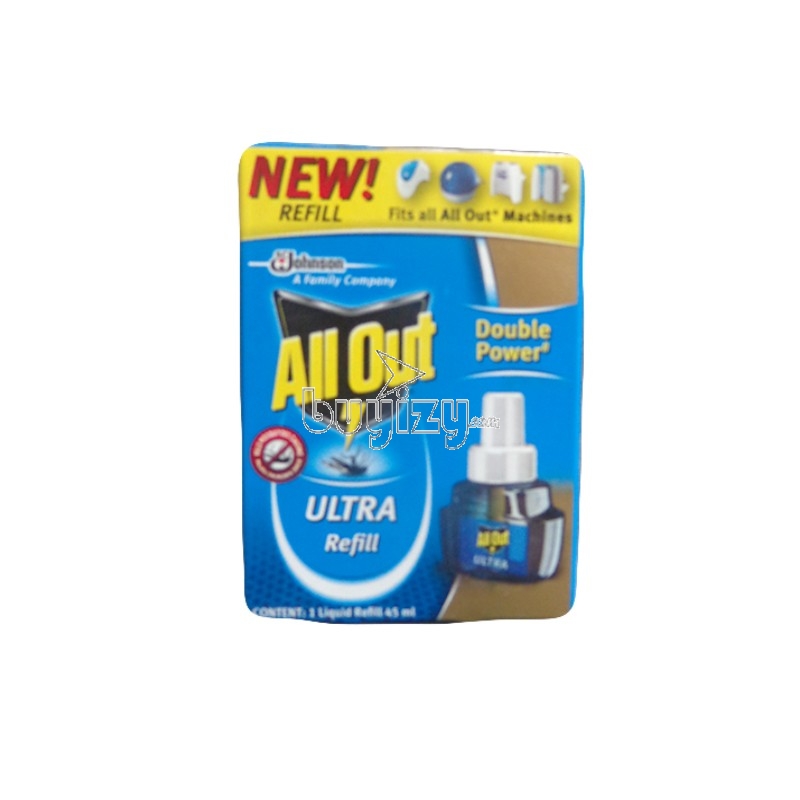 NEW!
REFILL
Fits all All Out® Machines
SC Johnson
A Family Company
All Out
Double
Power#
buyizy.com
ULTRA
Refill
All Out
ULTRA
CONTENT: 1 Liquid Refill 45 ml